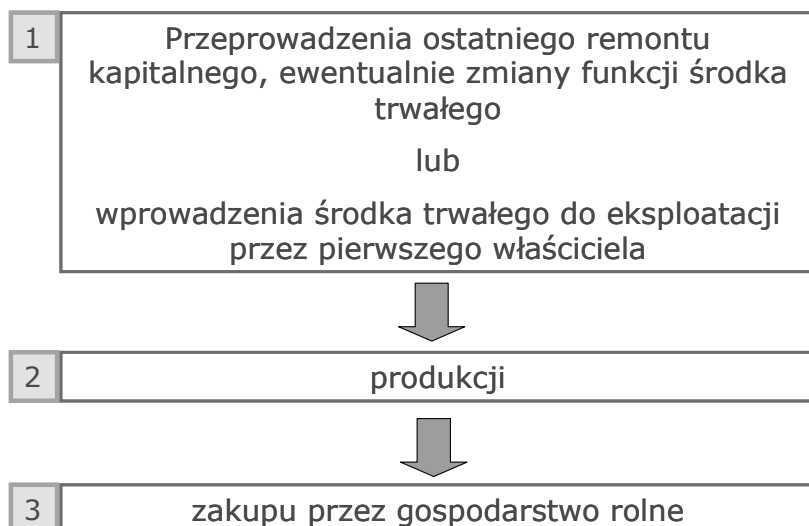 1
Przeprowadzenia ostatniego remontu
kapitalnego, ewentualnie zmiany funkcji środka
trwałego
lub
wprowadzenia środka trwałego do eksploatacji
przez pierwszego właściciela
2
produkcji
3
zakupu przez gospodarstwo rolne